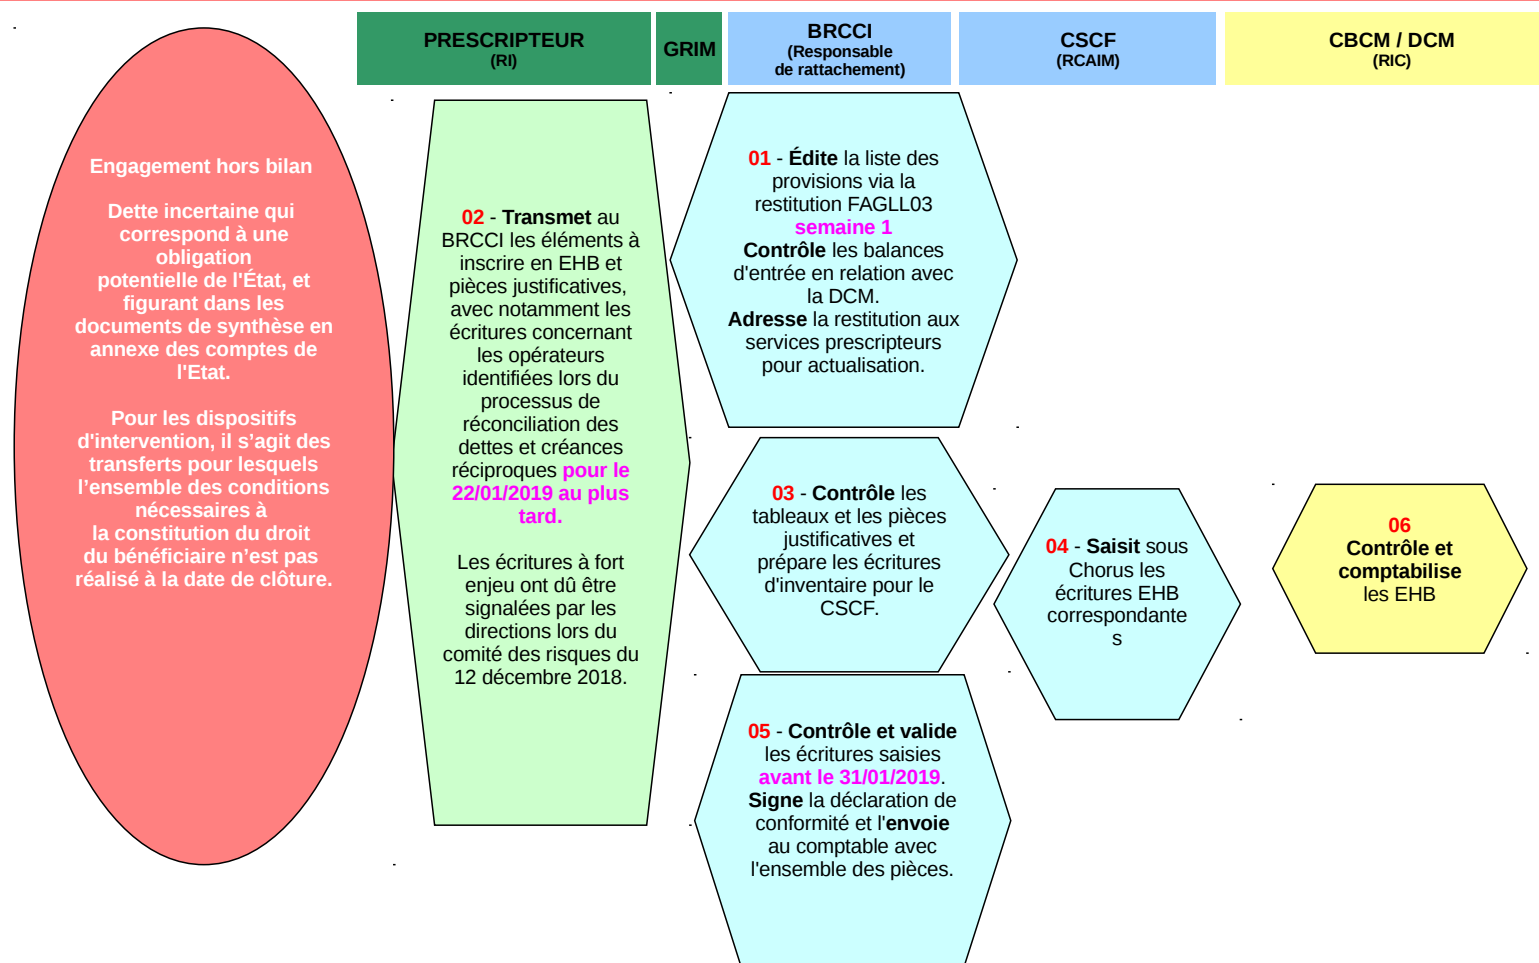 PRESCRIPTEUR
(RI)
GRIM
BRCCI
(Responsable
de rattachement)
CSCF
(RCAIM)
CBCM / DCM
(RIC)
Engagement hors bilan
Dette incertaine qui
correspond à une
obligation
potentielle de l'État, et
figurant dans les
documents de synthèse en
annexe des comptes de
l'Etat.
Pour les dispositifs
d'intervention, il s’agit des
transferts pour lesquels
l’ensemble des conditions
nécessaires à
la constitution du droit
du bénéficiaire n’est pas
réalisé à la date de clôture.
02 - Transmet au
BRCCI les éléments à
inscrire en EHB et
pièces justificatives,
avec notamment les
écritures concernant
les opérateurs
identifiées lors du
processus de
réconciliation des
dettes et créances
réciproques pour le
22/01/2019 au plus
tard.
Les écritures à fort
enjeu ont dû être
signalées par les
directions lors du
comité des risques du
12 décembre 2018.
01 - Édite la liste des
provisions via la
restitution FAGLL03
semaine 1
Contrôle les balances
d'entrée en relation avec
la DCM.
Adresse la restitution aux
services prescripteurs
pour actualisation.
03 - Contrôle les
tableaux et les pièces
justificatives et
prépare les écritures
d'inventaire pour le
CSCF.
04 - Saisit sous
Chorus les
écritures EHB
correspondante
s
05 - Contrôle et valide
les écritures saisies
avant le 31/01/2019.
Signe la déclaration de
conformité et l'envoie
au comptable avec
l'ensemble des pièces.
06
Contrôle et
comptabilise
les EHB